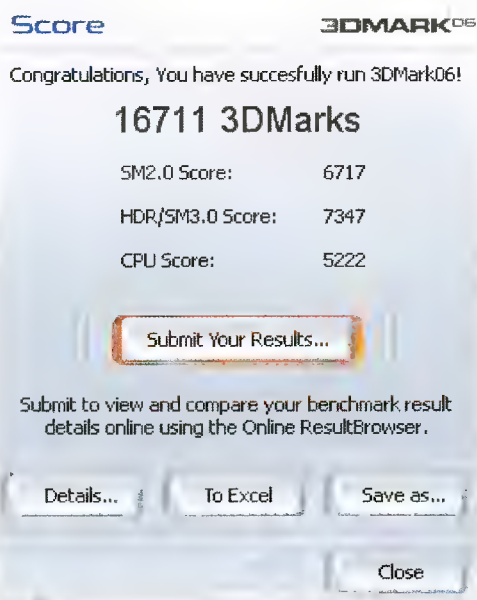 Score 3DMARK06
Congratulations, You have succesfully run 3DMark06!
16711 3DMarks
SM2.0 Score: 6717
HDR/SM3.0 Score: 7347
CPU Score: 5222
Submit Your Results...
Submit to view and compare your benchmark result
details online using the Online ResultBrowser.
Details... To Excel Save as...
Close